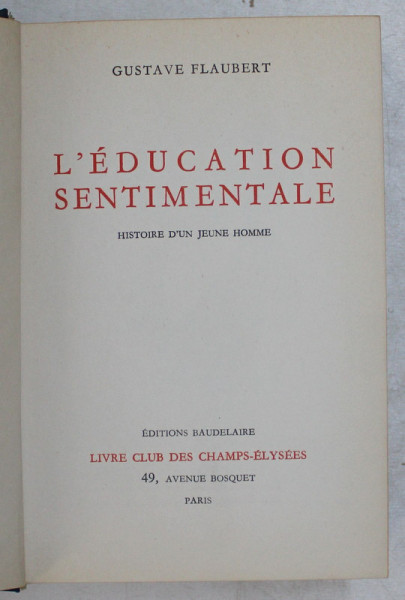 GUSTAVE FLAUBERT
L'ÉDUCATION
SENTIMENTALE
HISTOIRE D'UN JEUNE HOMME
ÉDITIONS BAUDELAIRE
LIVRE CLUB DES CHAMPS-ÉLYSÉES
49, AVENUE BOSQUET
PARIS